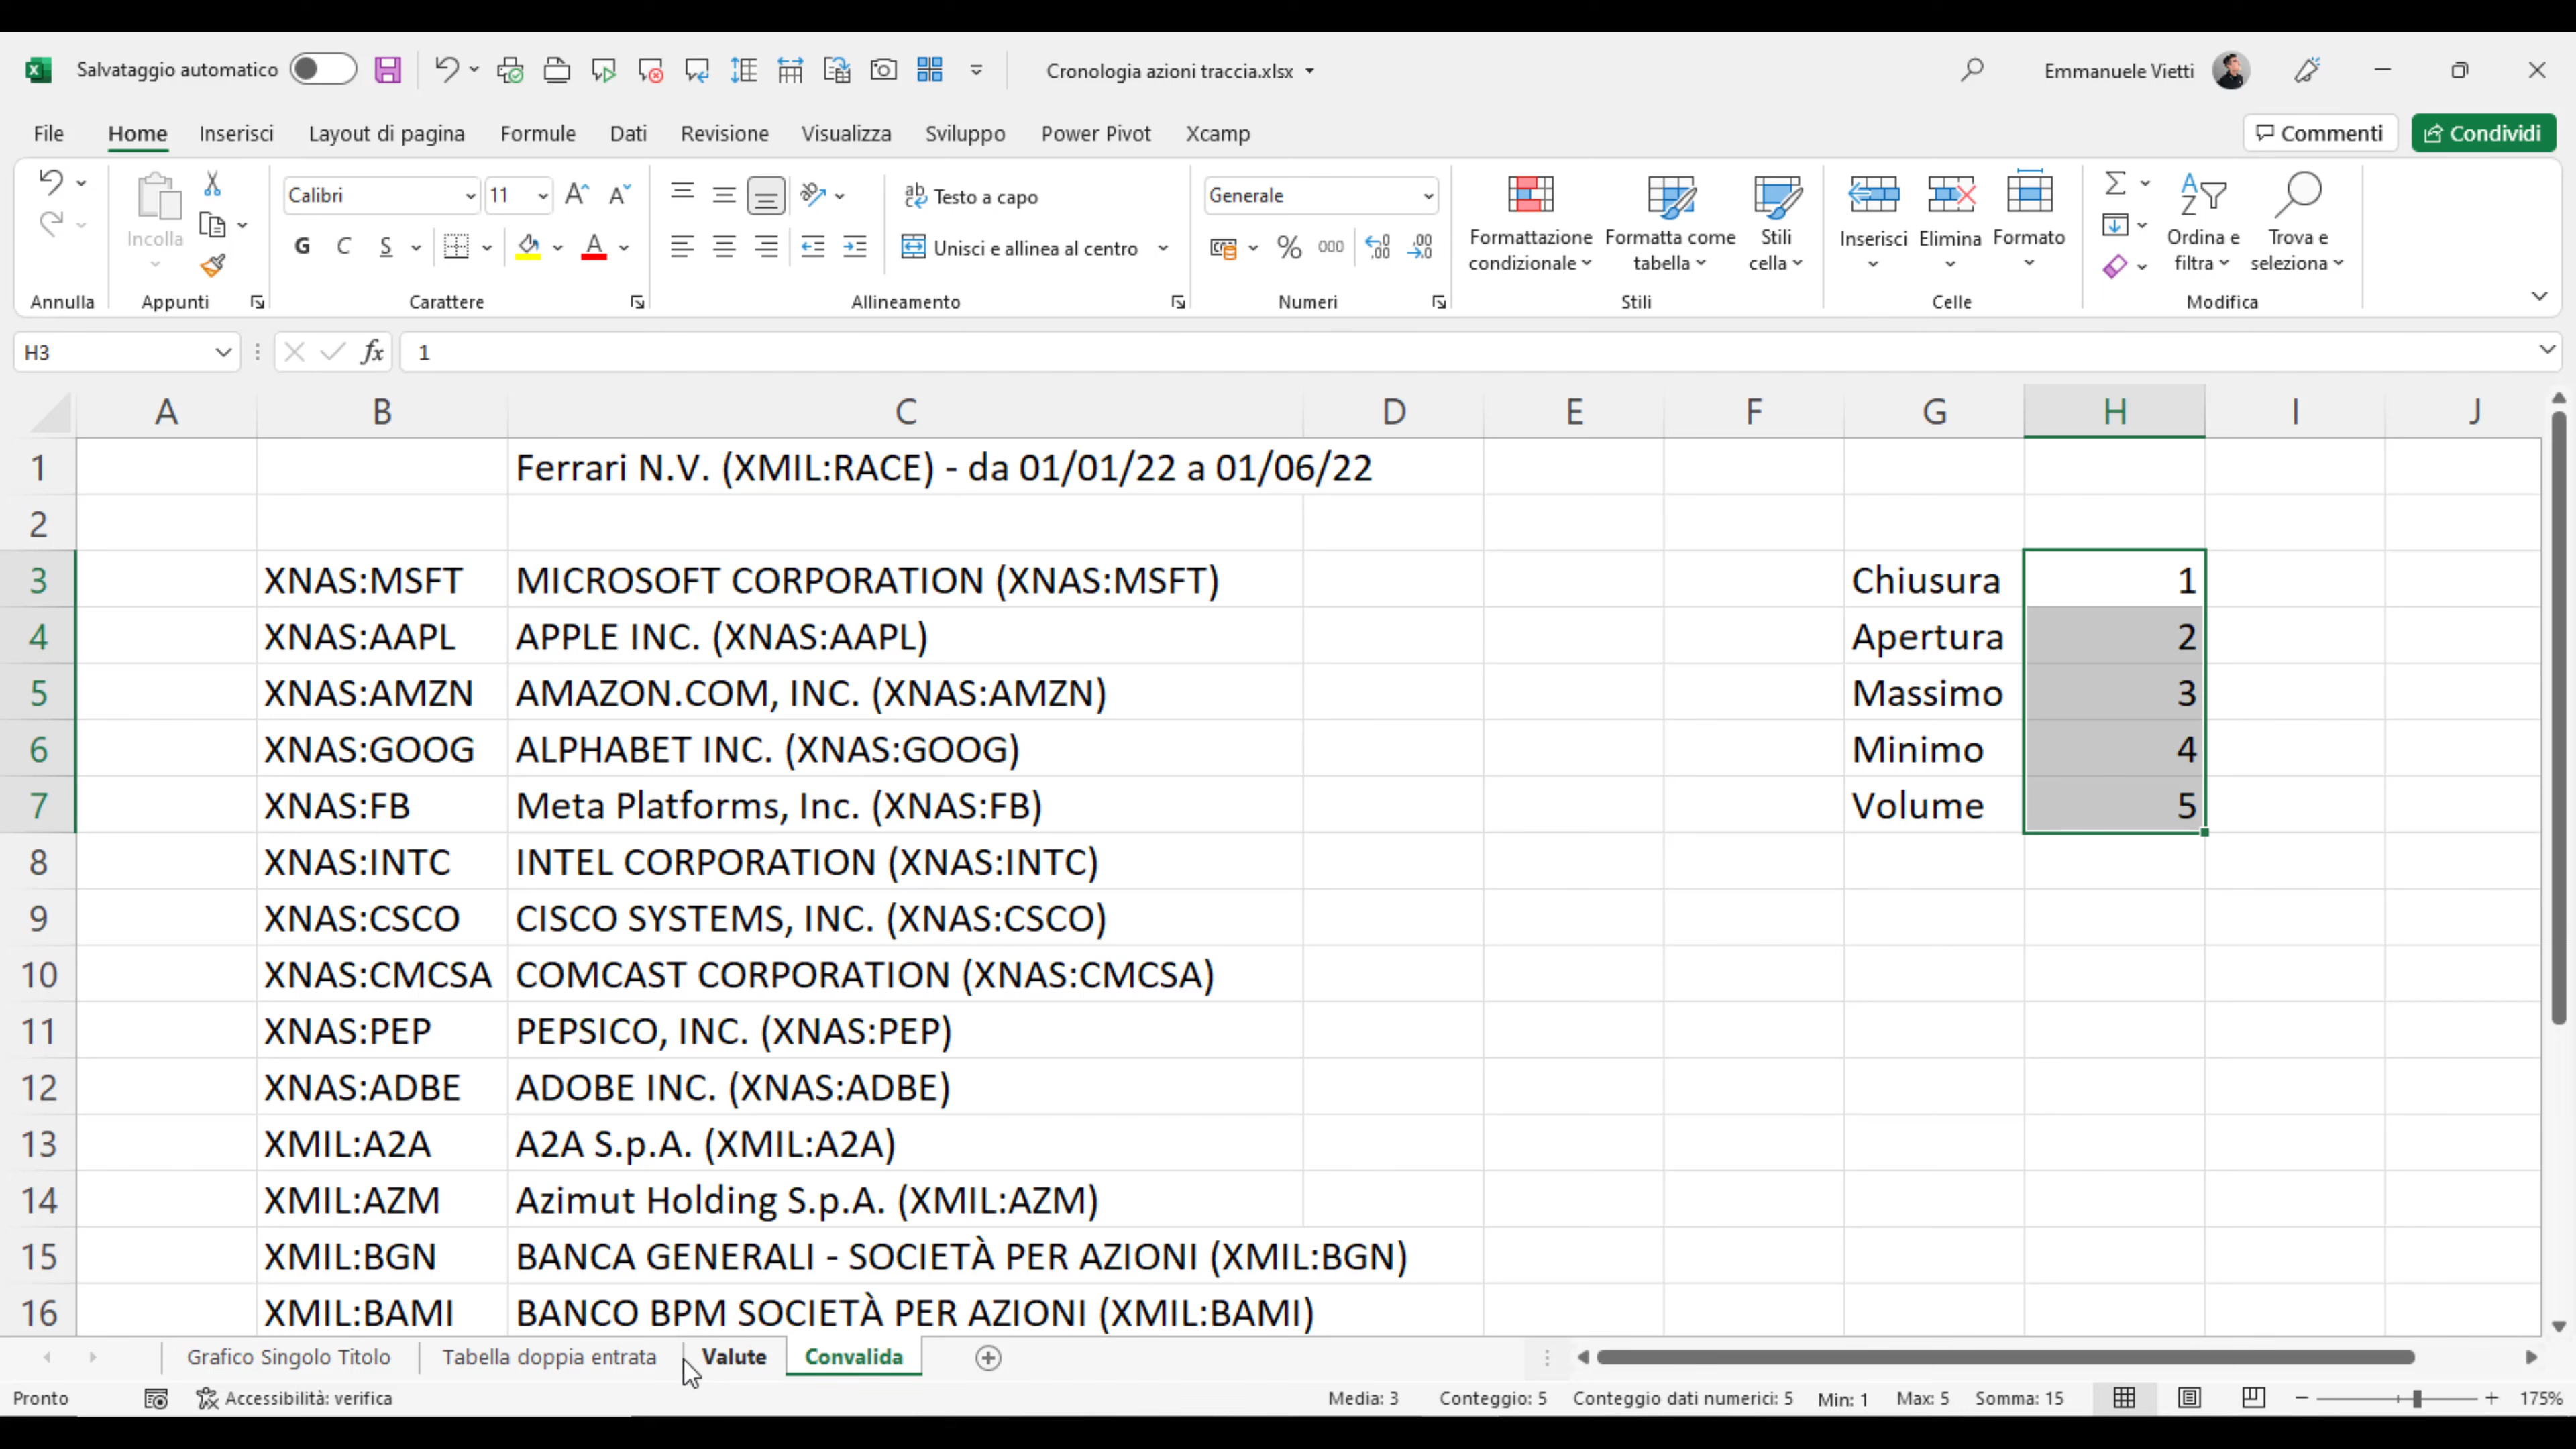 Salvataggio automatico
Cronologia azioni traccia.xlsx
Emmanuele Vietti
File Home Inserisci Layout di pagina Formule Dati Revisione Visualizza Sviluppo Power Pivot Xcamp
Commenti Condividi
Incolla
Calibri 11
G C S
ab Testo a capo
Unisci e allinea al centro
Generale
% 000
Formattazione condizionale
Formatta come tabella
Stili cella
Inserisci Elimina Formato
Ordina e filtra
Trova e seleziona
Annulla Appunti Carattere Allineamento Numeri Stili Celle Modifica
H3 fx 1
A B C D E F G H I J
1 Ferrari N.V. (XMIL:RACE) - da 01/01/22 a 01/06/22
2
3 XNAS:MSFT MICROSOFT CORPORATION (XNAS:MSFT) Chiusura 1
4 XNAS:AAPL APPLE INC. (XNAS:AAPL) Apertura 2
5 XNAS:AMZN AMAZON.COM, INC. (XNAS:AMZN) Massimo 3
6 XNAS:GOOG ALPHABET INC. (XNAS:GOOG) Minimo 4
7 XNAS:FB Meta Platforms, Inc. (XNAS:FB) Volume 5
8 XNAS:INTC INTEL CORPORATION (XNAS:INTC)
9 XNAS:CSCO CISCO SYSTEMS, INC. (XNAS:CSCO)
10 XNAS:CMCSA COMCAST CORPORATION (XNAS:CMCSA)
11 XNAS:PEP PEPSICO, INC. (XNAS:PEP)
12 XNAS:ADBE ADOBE INC. (XNAS:ADBE)
13 XMIL:A2A A2A S.p.A. (XMIL:A2A)
14 XMIL:AZM Azimut Holding S.p.A. (XMIL:AZM)
15 XMIL:BGN BANCA GENERALI - SOCIETÀ PER AZIONI (XMIL:BGN)
16 XMIL:BAMI BANCO BPM SOCIETÀ PER AZIONI (XMIL:BAMI)
Grafico Singolo Titolo Tabella doppia entrata Valute Convalida
Pronto Accessibilità: verifica Media: 3 Conteggio: 5 Conteggio dati numerici: 5 Min: 1 Max: 5 Somma: 15 175%